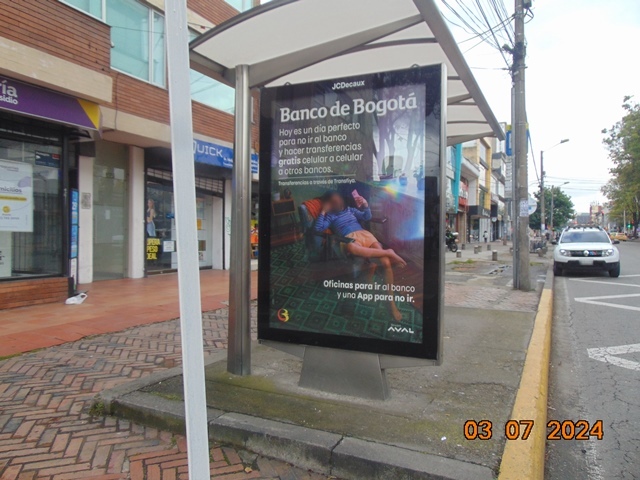 JCDecaux
Banco de Bogotá
Hoy es un día perfecto
para no ir al banco
y hacer transferencias
gratis celular a celular
a otros bancos.
Transferencias a través de Transfiya.
Oficinas para ir al banco
y una App para no ir.
AVAL
ría
sidio
QUICK
03 07 2024